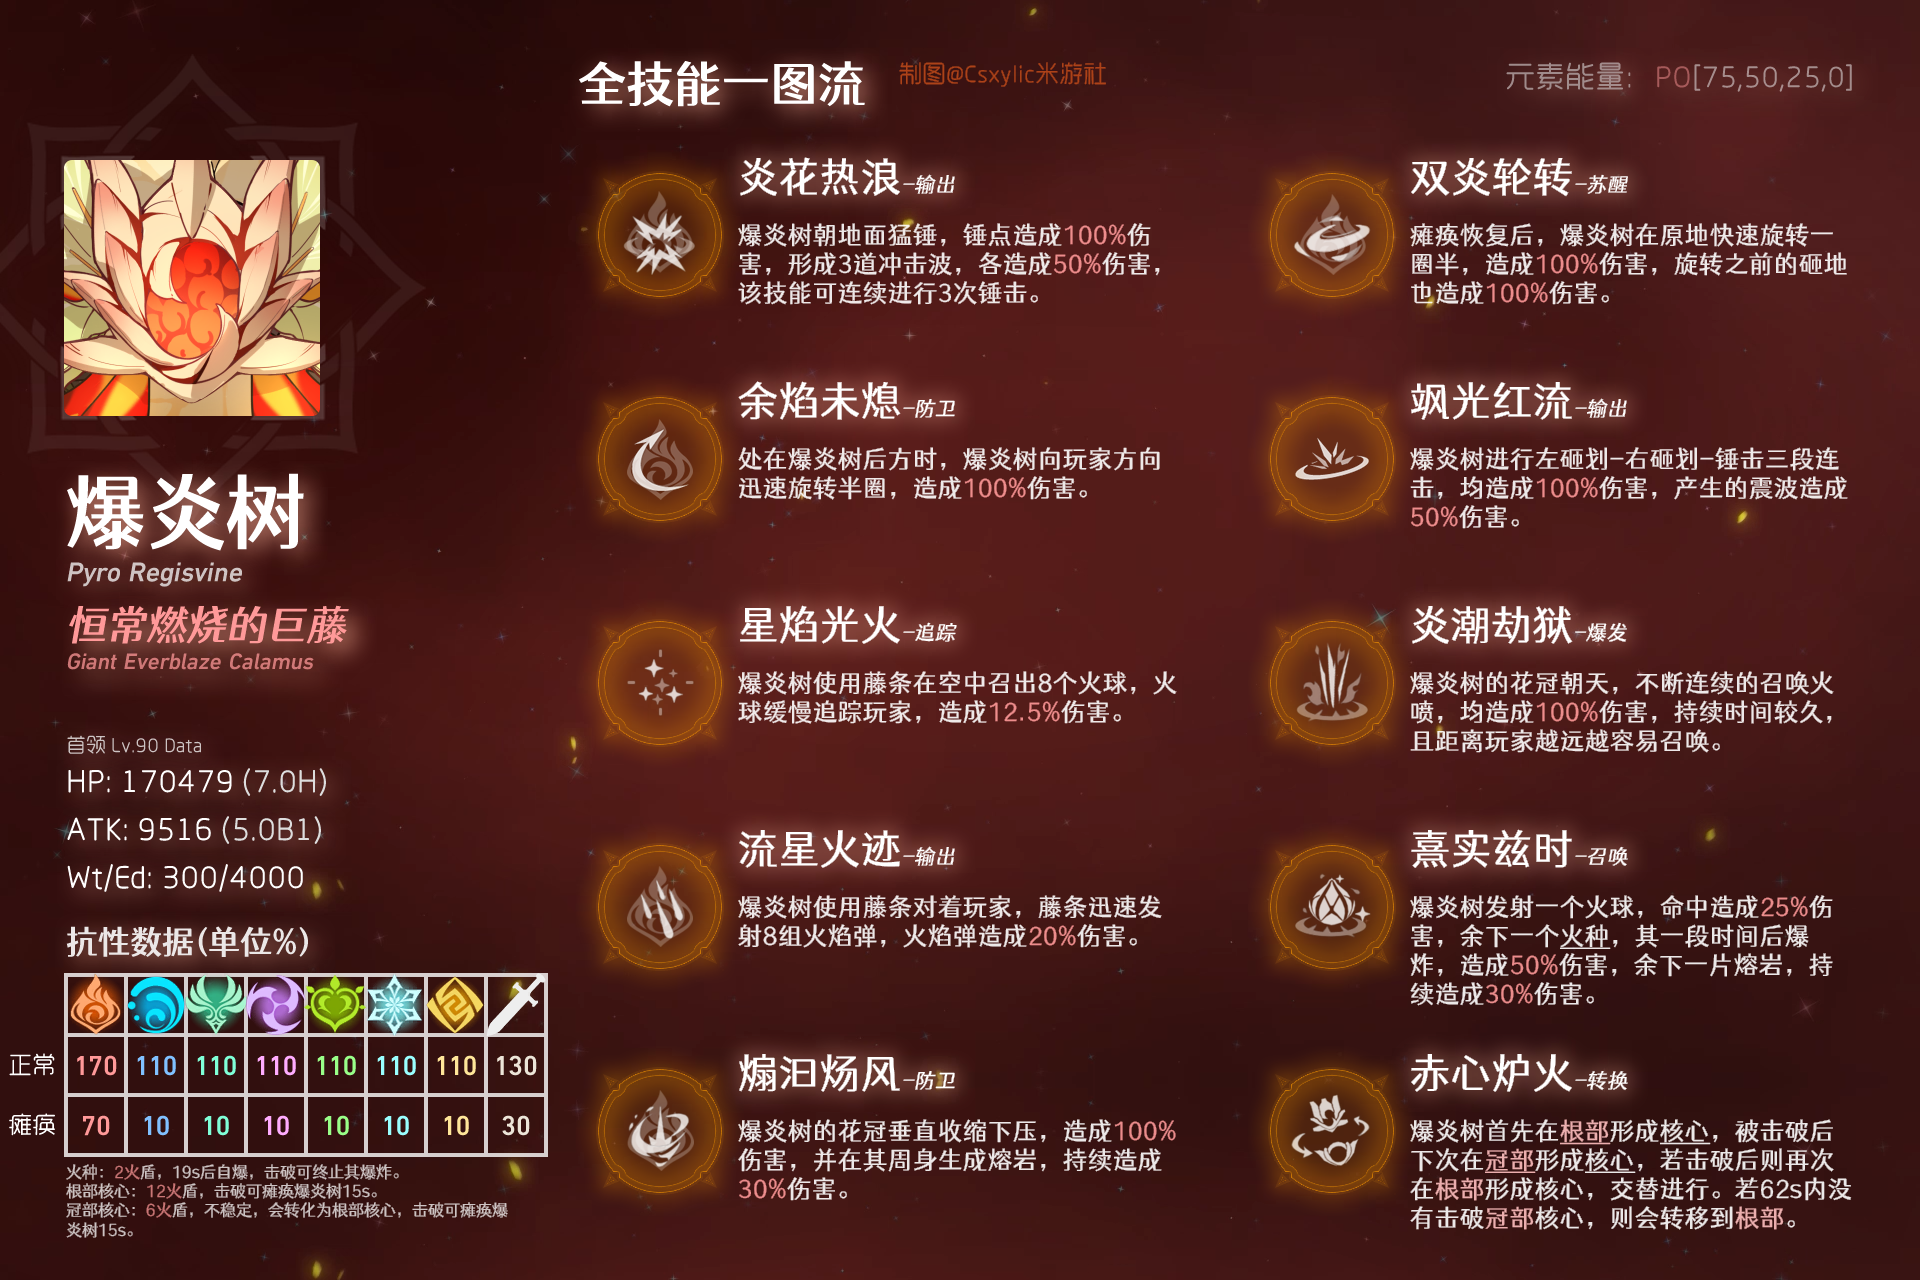 全技能一图流
制图@Csxylic米游社
元素能量: PO[75,50,25,0]
爆炎树
Pyro Regisvine
恒常燃烧的巨藤
Giant Everblaze Calamus
首领 Lv.90 Data
HP: 170479 (7.0H)
ATK: 9516 (5.0B1)
Wt/Ed: 300/4000
抗性数据(单位%)
正常 170 110 110 110 110 110 110 130
瘫痪 70 10 10 10 10 10 10 30
火种：2火盾，19s后自爆，击破可终止其爆炸。
根部核心：12火盾，击破可瘫痪爆炎树15s。
冠部核心：6火盾，不稳定，会转化为根部核心，击破可瘫痪爆
炎树15s。
炎花热浪-输出
爆炎树朝地面猛锤，锤点造成100%伤
害，形成3道冲击波，各造成50%伤害，
该技能可连续进行3次锤击。
余焰未熄-防卫
处在爆炎树后方时，爆炎树向玩家方向
迅速旋转半圈，造成100%伤害。
星焰光火-追踪
爆炎树使用藤条在空中召出8个火球，火
球缓慢追踪玩家，造成12.5%伤害。
流星火迹-输出
爆炎树使用藤条对着玩家，藤条迅速发
射8组火焰弹，火焰弹造成20%伤害。
煽汩炀风-防卫
爆炎树的花冠垂直收缩下压，造成100%
伤害，并在其周身生成熔岩，持续造成
30%伤害。
双炎轮转-苏醒
瘫痪恢复后，爆炎树在原地快速旋转一
圈半，造成100%伤害，旋转之前的砸地
也造成100%伤害。
飒光红流-输出
爆炎树进行左砸划-右砸划-锤击三段连
击，均造成100%伤害，产生的震波造成
50%伤害。
炎潮劫狱-爆发
爆炎树的花冠朝天，不断连续的召唤火
喷，均造成100%伤害，持续时间较久，
且距离玩家越远越容易召唤。
熹实兹时-召唤
爆炎树发射一个火球，命中造成25%伤
害，余下一个火种，其一段时间后爆
炸，造成50%伤害，余下一片熔岩，持
续造成30%伤害。
赤心炉火-转换
爆炎树首先在根部形成核心，被击破后
下次在冠部形成核心，若击破后则再次
在根部形成核心，交替进行。若62s内没
有击破冠部核心，则会转移到根部。